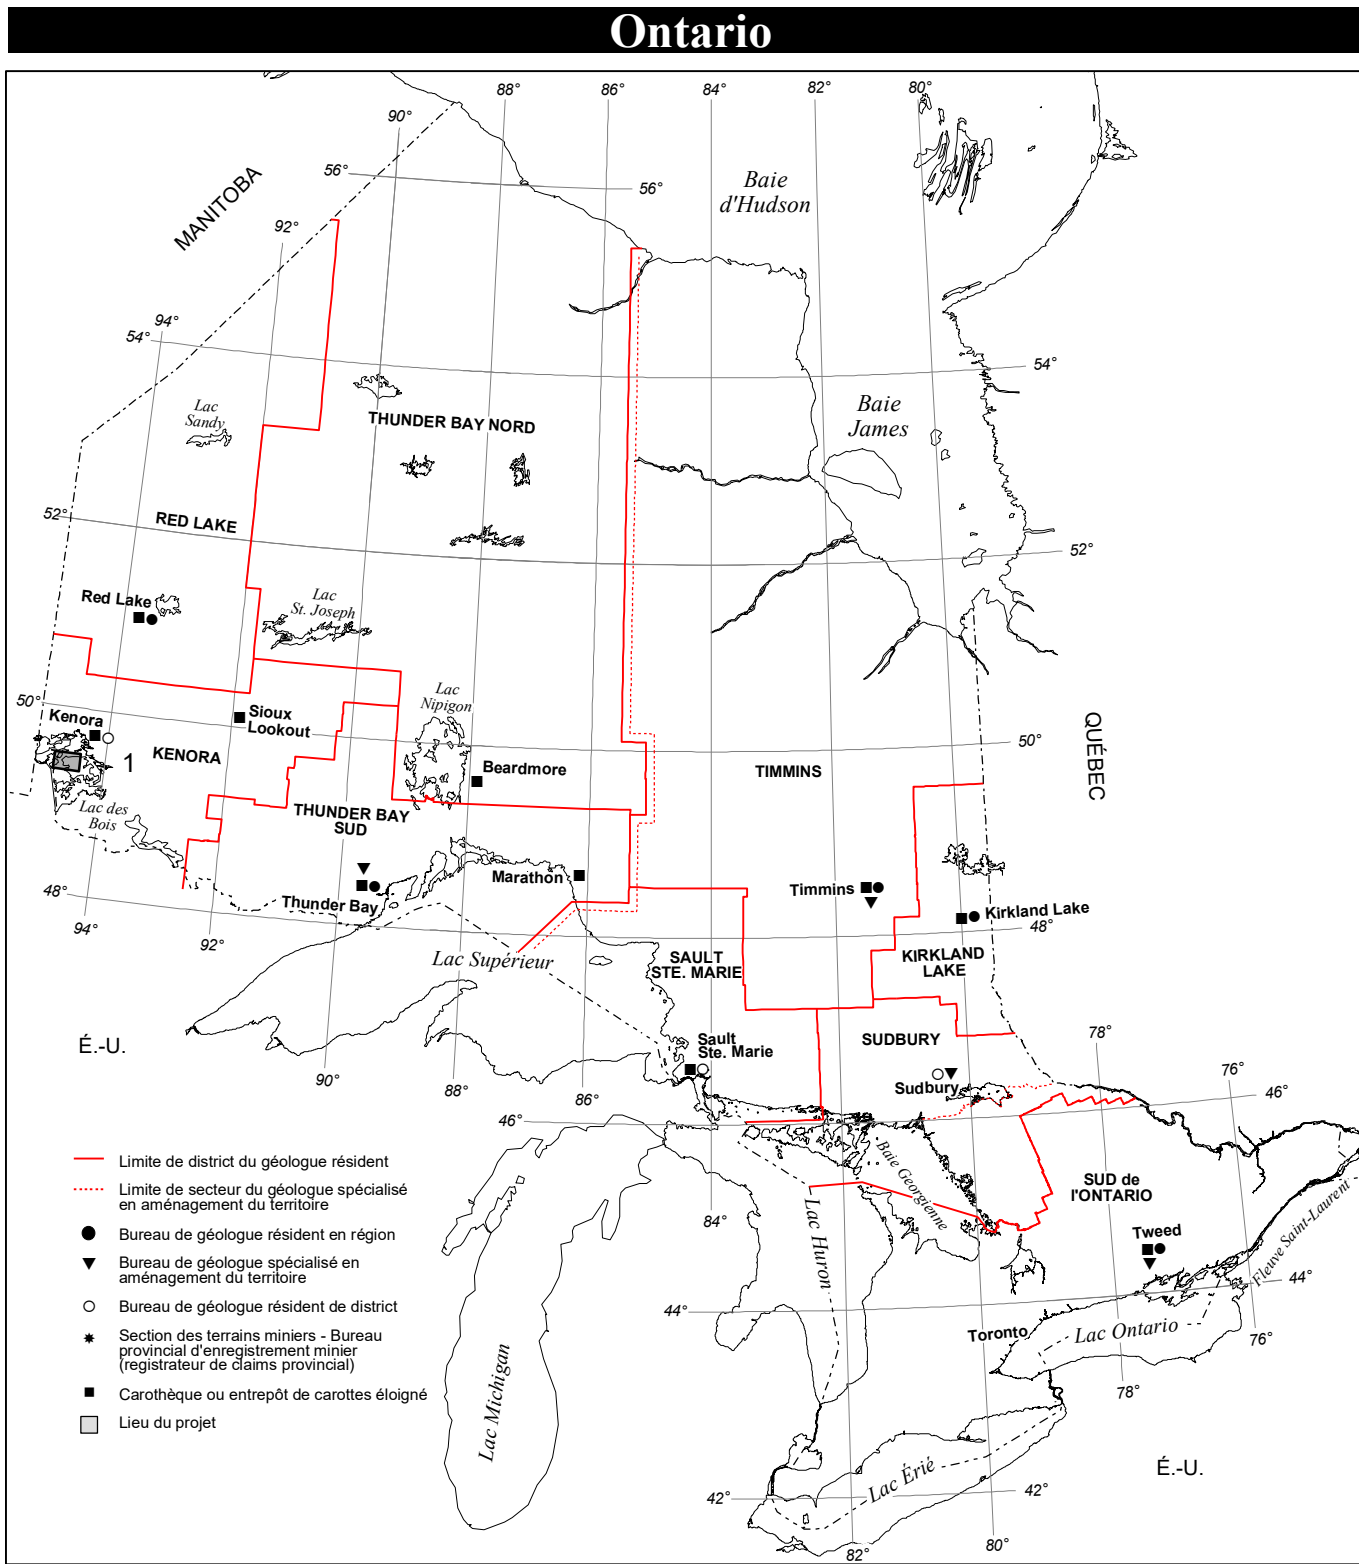 Ontario
88°
86°
84°
82°
80°
90°
56°
56°
Baie
d'Hudson
MANITOBA
92°
94°
54°
54°
Lac
Sandy
THUNDER BAY NORD
Baie
James
52°
RED LAKE
52°
Red Lake
Lac
St. Joseph
50°
Lac
Nipigon
Kenora
Sioux
Lookout
1
KENORA
50°
QUÉBEC
Beardmore
TIMMINS
Lac des
Bois
THUNDER BAY
SUD
48°
Marathon
Timmins
Thunder Bay
Kirkland Lake
94°
92°
48°
Lac Supérieur
SAULT
STE. MARIE
KIRKLAND
LAKE
É.-U.
Sault
Ste. Marie
SUDBURY
78°
76°
90°
88°
86°
Sudbury
46°
46°
Baie Georgienne
Limite de district du géologue résident
Limite de secteur du géologue spécialisé
en aménagement du territoire
SUD de
l'ONTARIO
84°
Lac Huron
Bureau de géologue résident en région
Tweed
Fleuve Saint-Laurent
Bureau de géologue spécialisé en
aménagement du territoire
44°
Bureau de géologue résident de district
44°
Section des terrains miniers - Bureau
provincial d'enregistrement minier
(registrateur de claims provincial)
Toronto
Lac Ontario
76°
78°
Carothèque ou entrepôt de carottes éloigné
Lac Michigan
Lieu du projet
Lac Érié
É.-U.
42°
42°
82°
80°